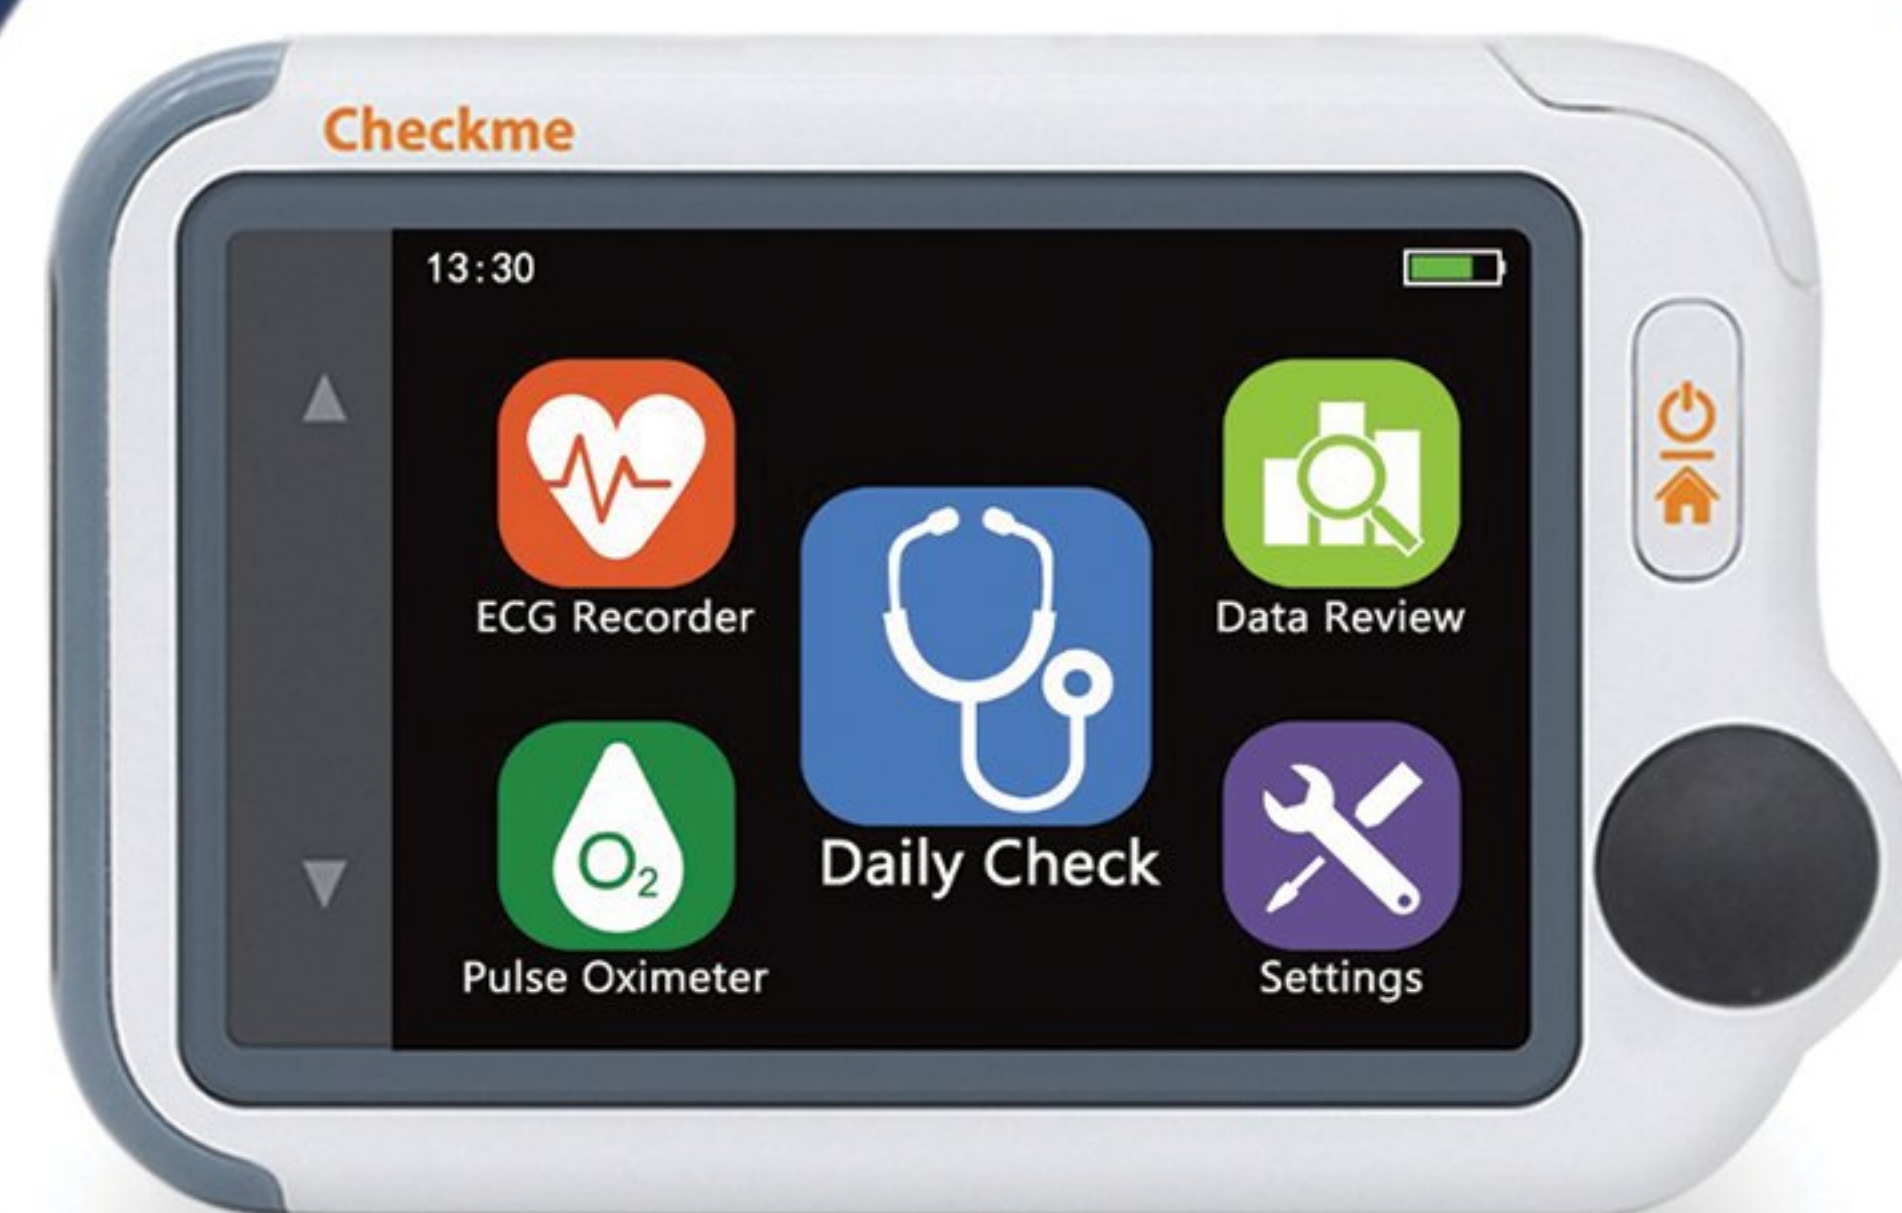 Checkme
13:30
ECG Recorder
Data Review
Daily Check
O₂
Pulse Oximeter
Settings